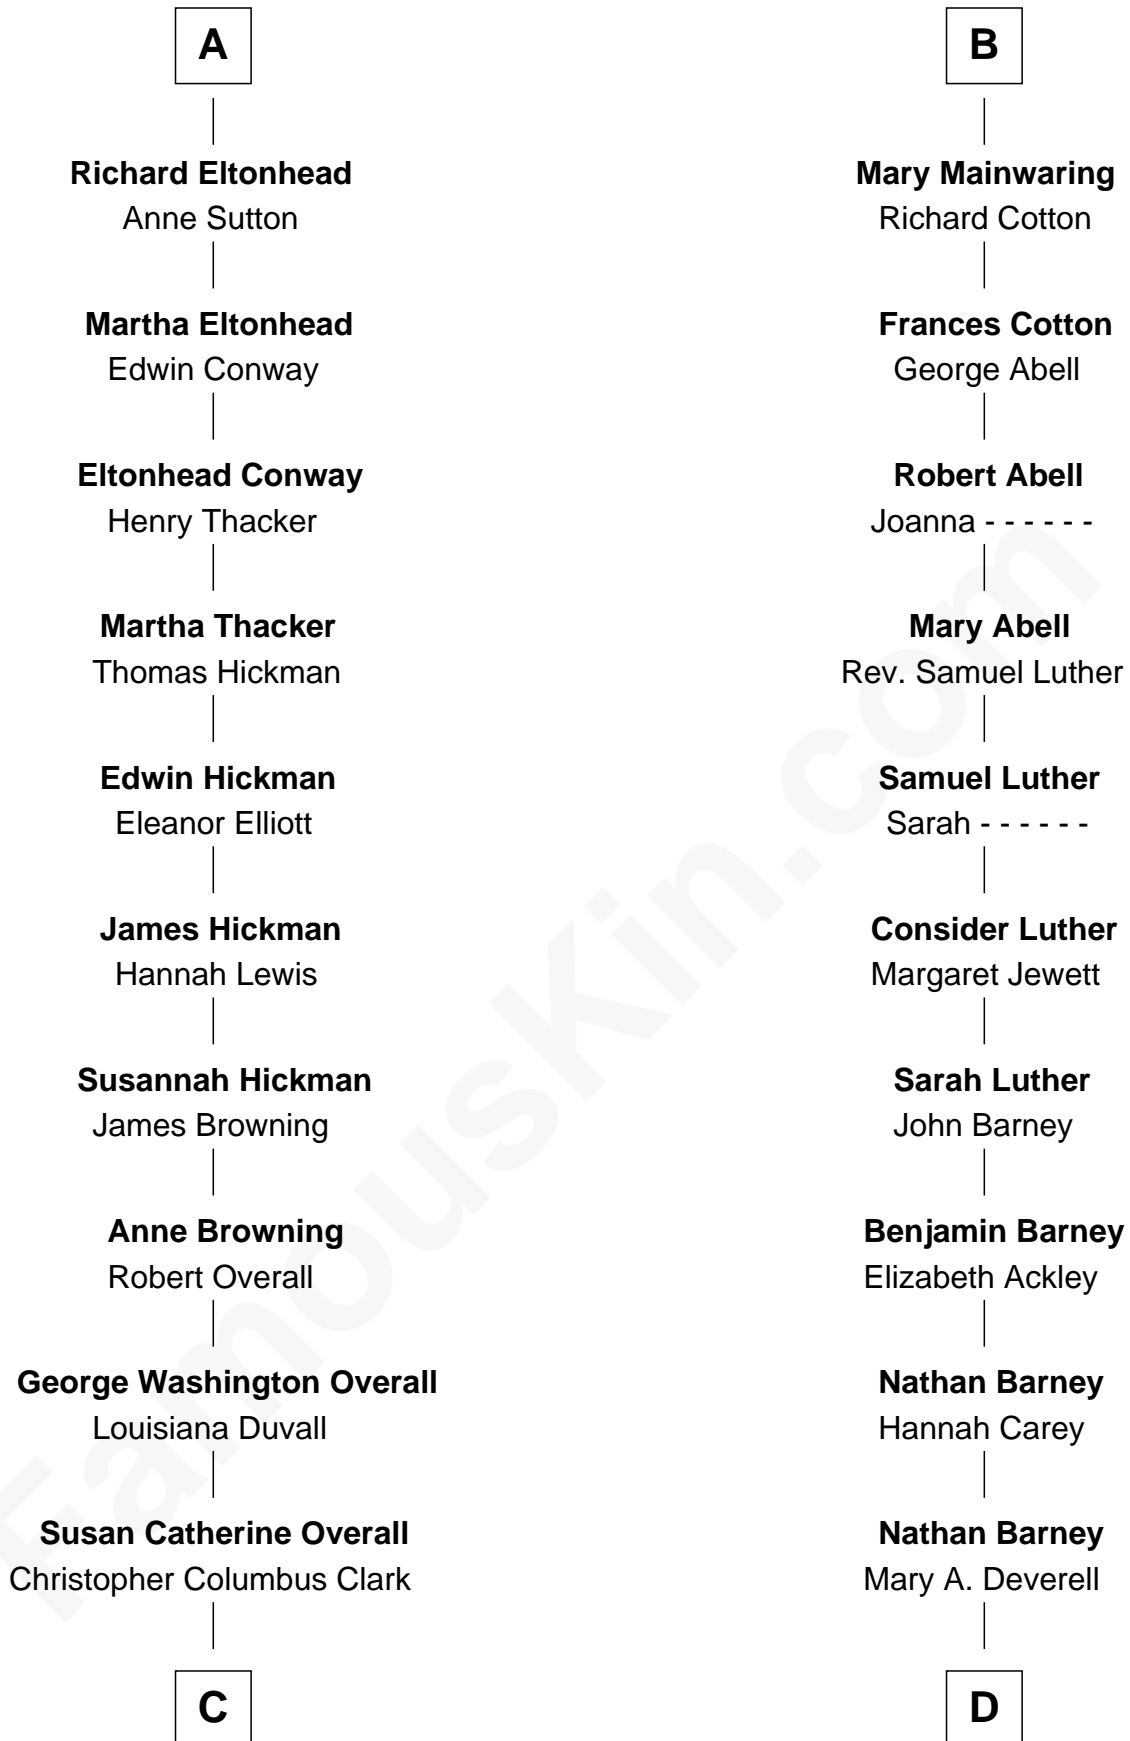 A
Richard Eltonhead
Anne Sutton
Martha Eltonhead
Edwin Conway
Eltonhead Conway
Henry Thacker
Martha Thacker
Thomas Hickman
Edwin Hickman
Eleanor Elliott
James Hickman
Hannah Lewis
Susannah Hickman
James Browning
Anne Browning
Robert Overall
George Washington Overall
Louisiana Duvall
Susan Catherine Overall
Christopher Columbus Clark
C
B
Mary Mainwaring
Richard Cotton
Frances Cotton
George Abell
Robert Abell
Joanna - - - - - -
Mary Abell
Rev. Samuel Luther
Samuel Luther
Sarah - - - - - -
Consider Luther
Margaret Jewett
Sarah Luther
John Barney
Benjamin Barney
Elizabeth Ackley
Nathan Barney
Hannah Carey
Nathan Barney
Mary A. Deverell
D
FamousKin.com